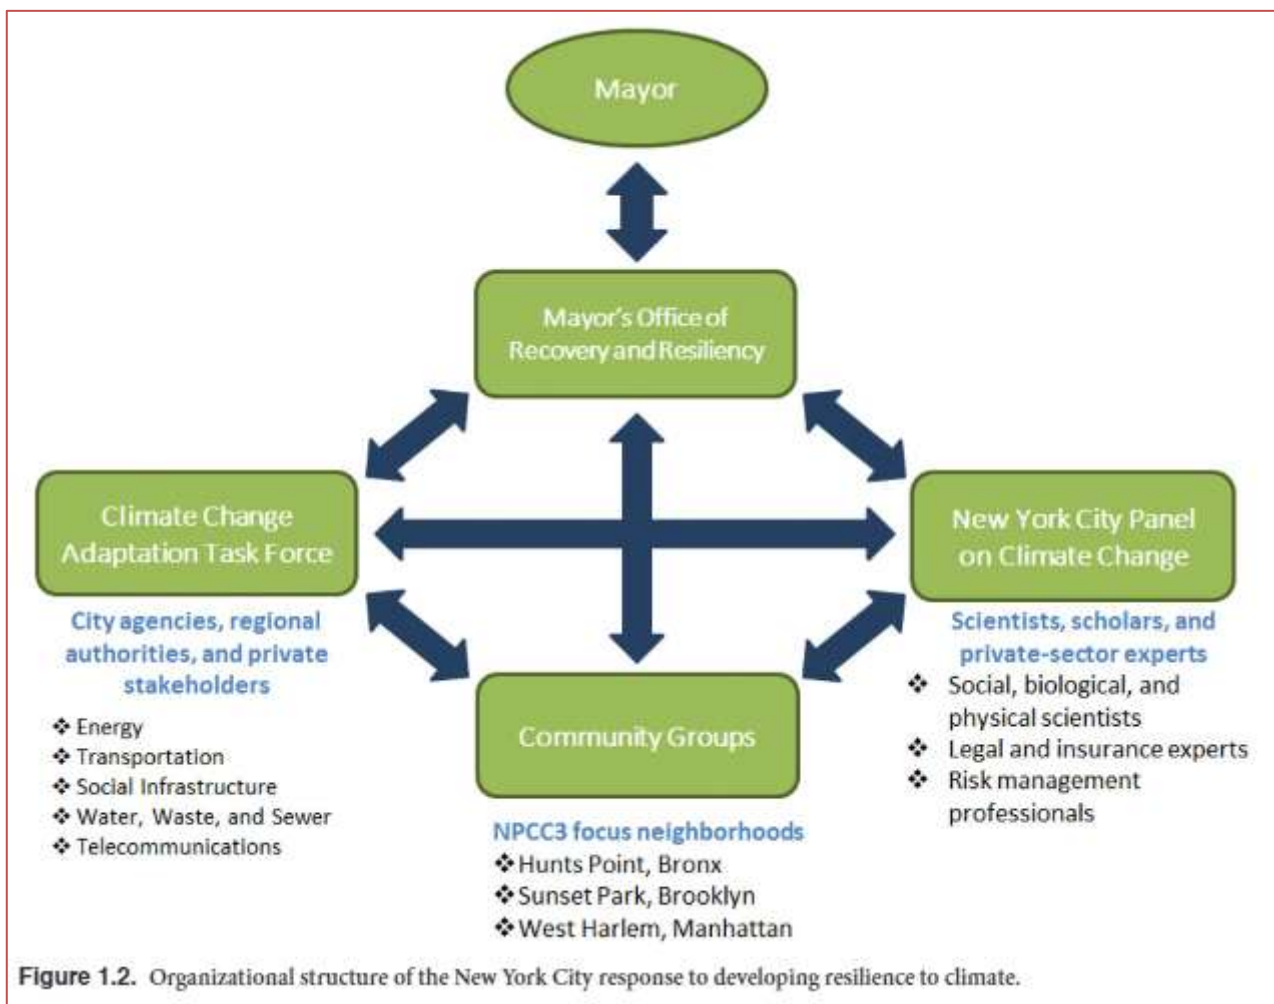 Mayor
Mayor's Office of
Recovery and Resiliency
Climate Change
Adaptation Task Force
City agencies, regional
authorities, and private
stakeholders
❖ Energy
❖ Transportation
❖ Social Infrastructure
❖ Water, Waste, and Sewer
❖ Telecommunications
New York City Panel
on Climate Change
Scientists, scholars, and
private-sector experts
❖ Social, biological, and
physical scientists
❖ Legal and insurance experts
❖ Risk management
professionals
Community Groups
NPCC3 focus neighborhoods
❖ Hunts Point, Bronx
❖ Sunset Park, Brooklyn
❖ West Harlem, Manhattan
Figure 1.2. Organizational structure of the New York City response to developing resilience to climate.